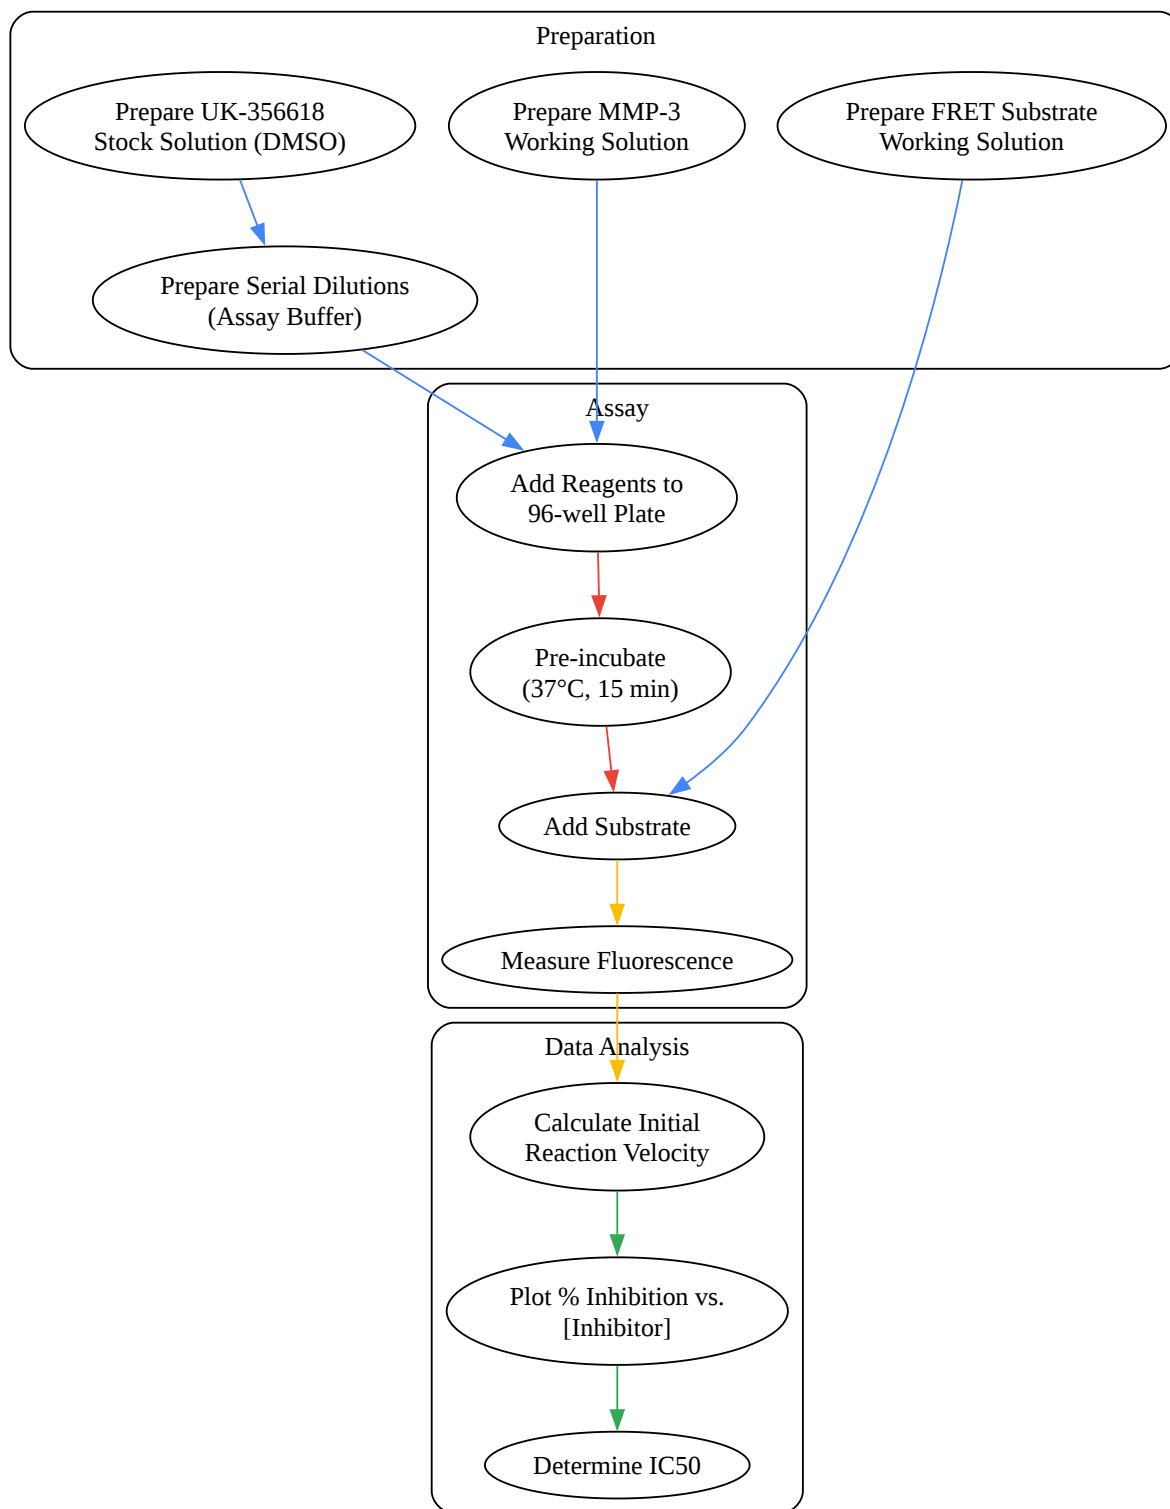 Preparation
Prepare UK-356618
Stock Solution (DMSO)
Prepare MMP-3
Working Solution
Prepare FRET Substrate
Working Solution
Prepare Serial Dilutions
(Assay Buffer)
Assay
Add Reagents to
96-well Plate
Pre-incubate
(37°C, 15 min)
Add Substrate
Measure Fluorescence
Data Analysis
Calculate Initial
Reaction Velocity
Plot % Inhibition vs.
[Inhibitor]
Determine IC50